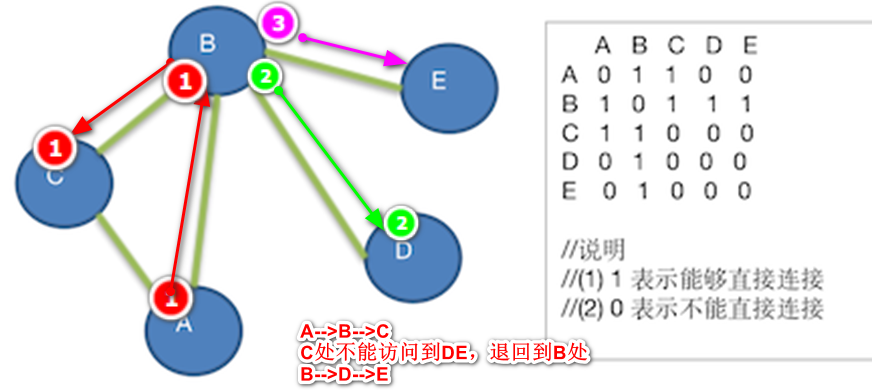 3
B
1
2
E
1
C
2
D
1
A
A-->B-->C
C处不能访问到DE，退回到B处
B-->D-->E
A B C D E
A 0 1 1 0 0
B 1 0 1 1 1
C 1 1 0 0 0
D 0 1 0 0 0
E 0 1 0 0 0
//说明
//(1) 1 表示能够直接连接
//(2) 0 表示不能直接连接